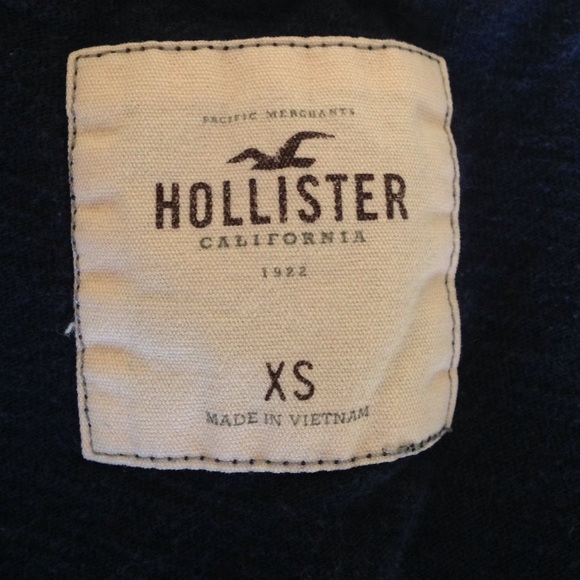 PACIFIC MERCHANTS
HOLLISTER
CALIFORNIA
1922
XS
MADE IN VIETNAM